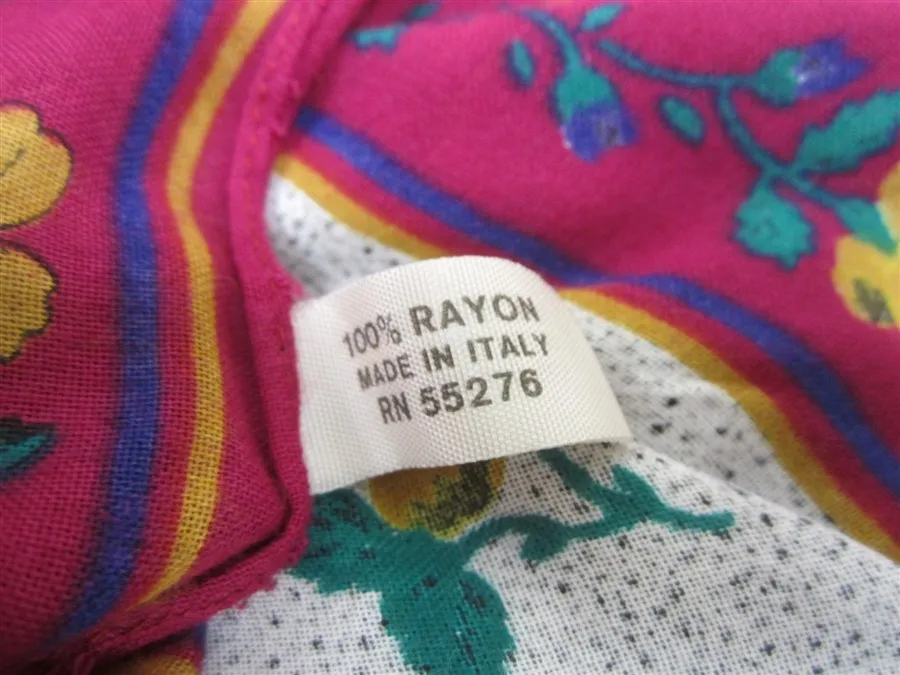 100% RAYON
MADE IN ITALY
RN 55276